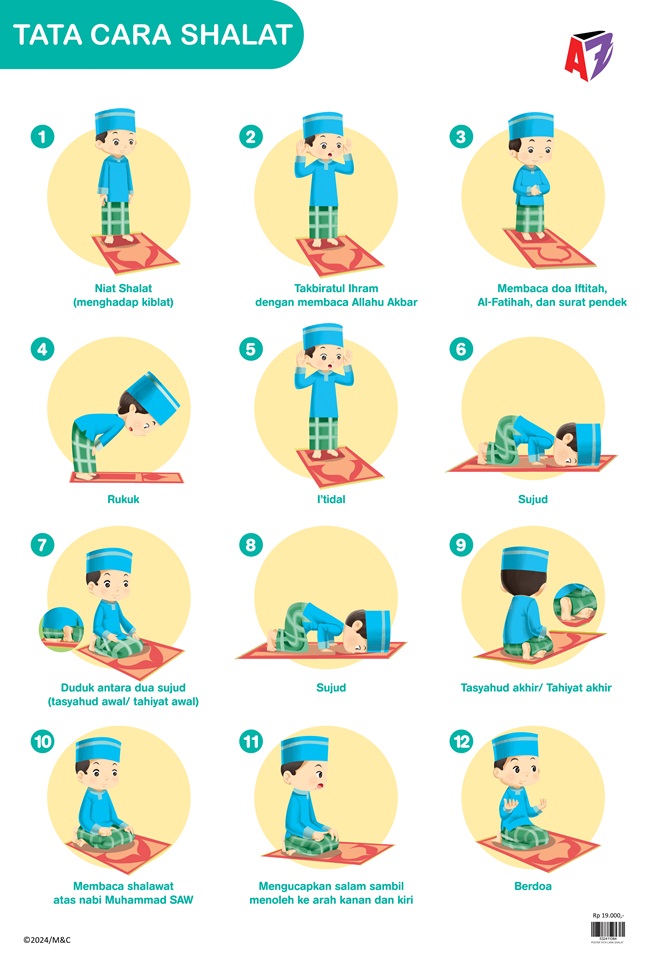 TATA CARA SHALAT
AZ
1
2
3
Niat Shalat
(menghadap kiblat)
Takbiratul Ihram
dengan membaca Allahu Akbar
Membaca doa Iftitah,
Al-Fatihah, dan surat pendek
4
5
6
Rukuk
I'tidal
Sujud
7
8
9
Duduk antara dua sujud
(tasyahud awal/ tahiyat awal)
Sujud
Tasyahud akhir/ Tahiyat akhir
10
11
12
Membaca shalawat
atas nabi Muhammad SAW
Mengucapkan salam sambil
menoleh ke arah kanan dan kiri
Berdoa
Rp 19.000,-
©2024/M&C